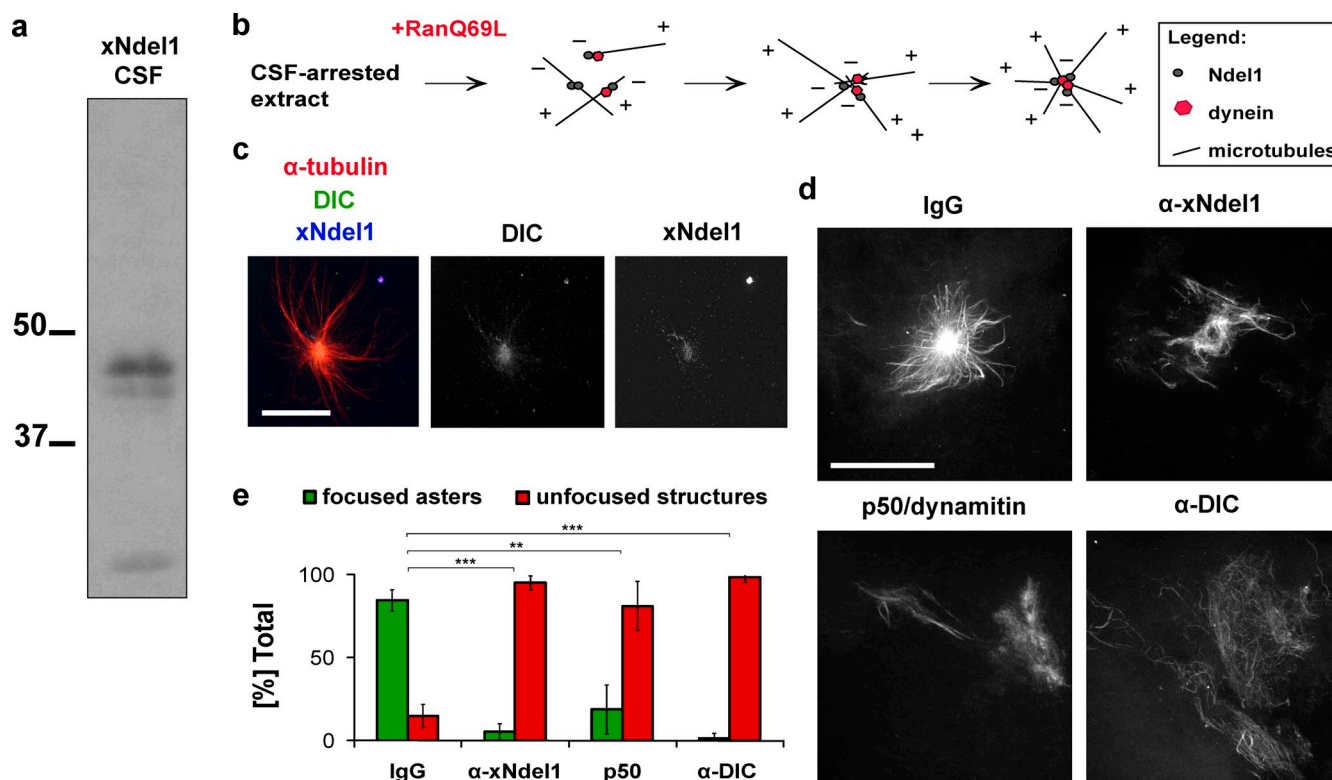 a
xNdel1
CSF
50
37
b
+RanQ69L
CSF-arrested
extract
−
+
−
−
+
+
−
+
−
+
+
−
+
+
+
−
+
+
−
+
+
Legend:
Ndel1
dynein
microtubules
c
α-tubulin
DIC
xNdel1
DIC
xNdel1
d
IgG
α-xNdel1
p50/dynamitin
α-DIC
e
focused asters
unfocused structures
***
**
***
[%] Total
100
50
0
IgG
α-xNdel1
p50
α-DIC